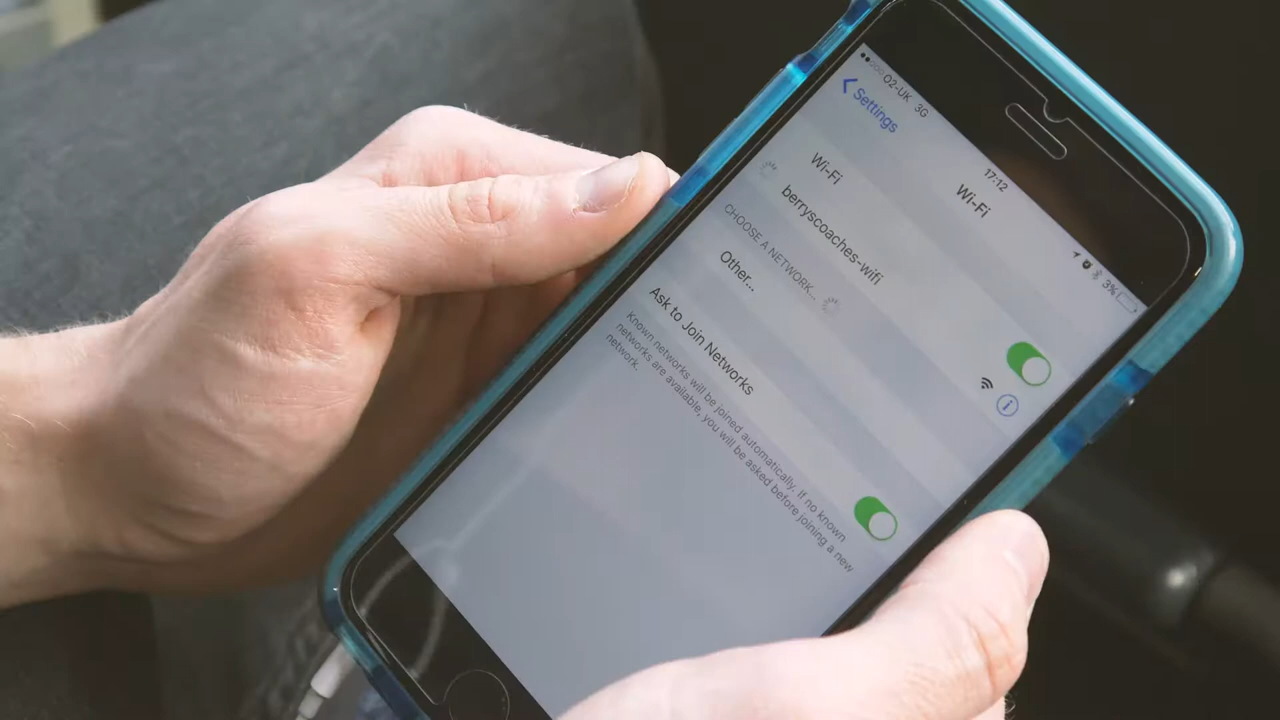 O2-UK 3G 17:12 3%
Settings Wi-Fi
Wi-Fi
berryscoaches-wifi
CHOOSE A NETWORK...
Other...
Ask to Join Networks
Known networks will be joined automatically. If no known
networks are available, you will be asked before joining a new
network.